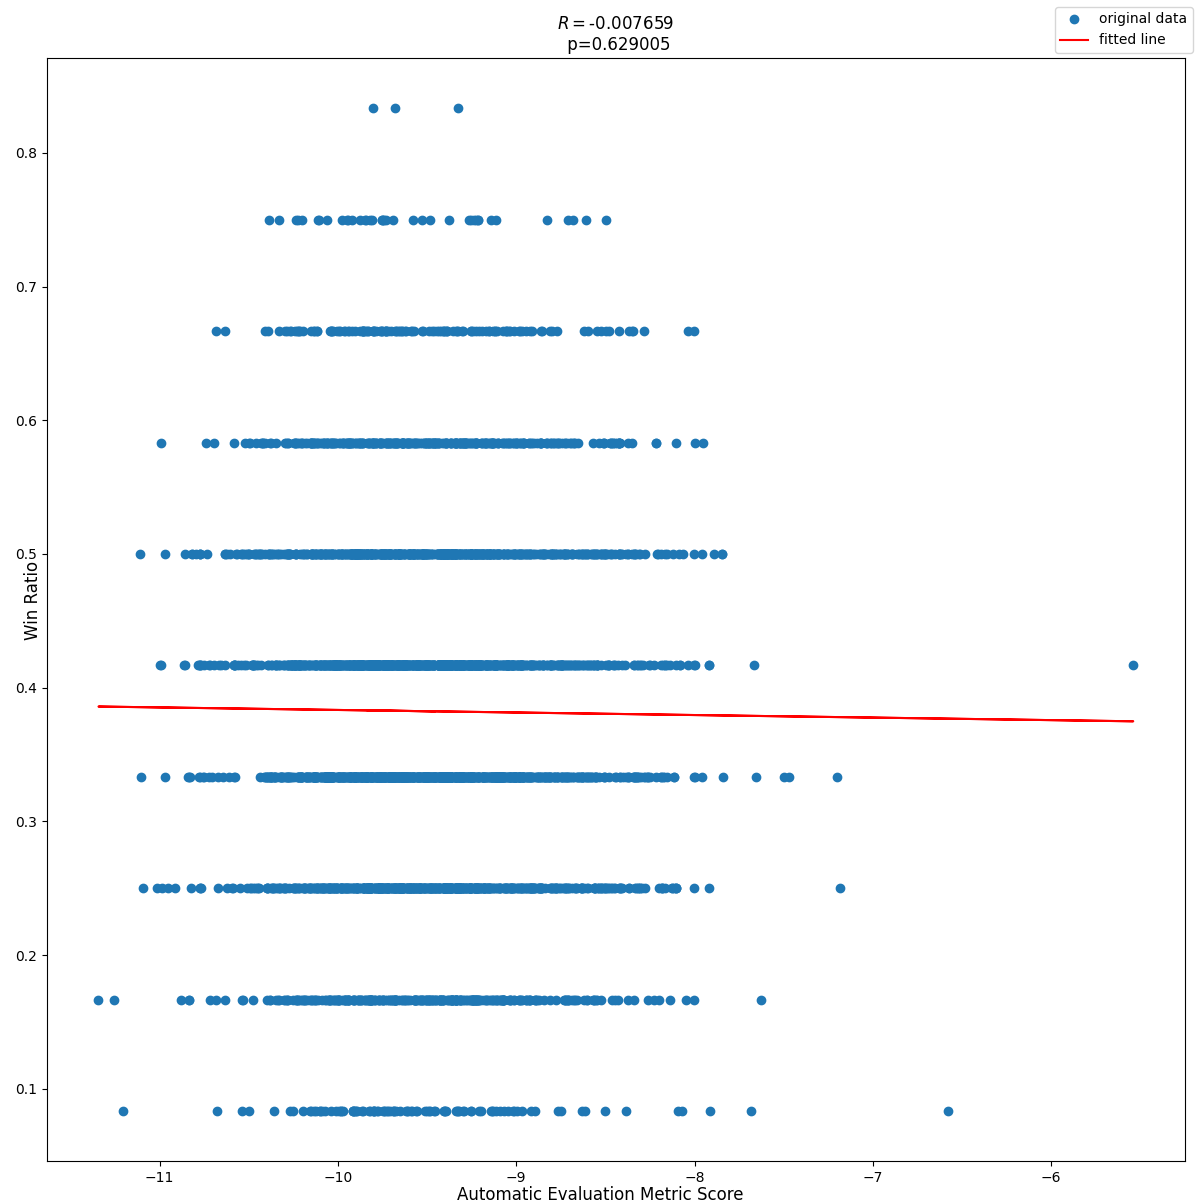 R = -0.007659
p=0.629005
original data
fitted line
0.8
0.7
0.6
0.5
0.4
0.3
0.2
0.1
Win Ratio
−11
−10
−9
−8
−7
−6
Automatic Evaluation Metric Score